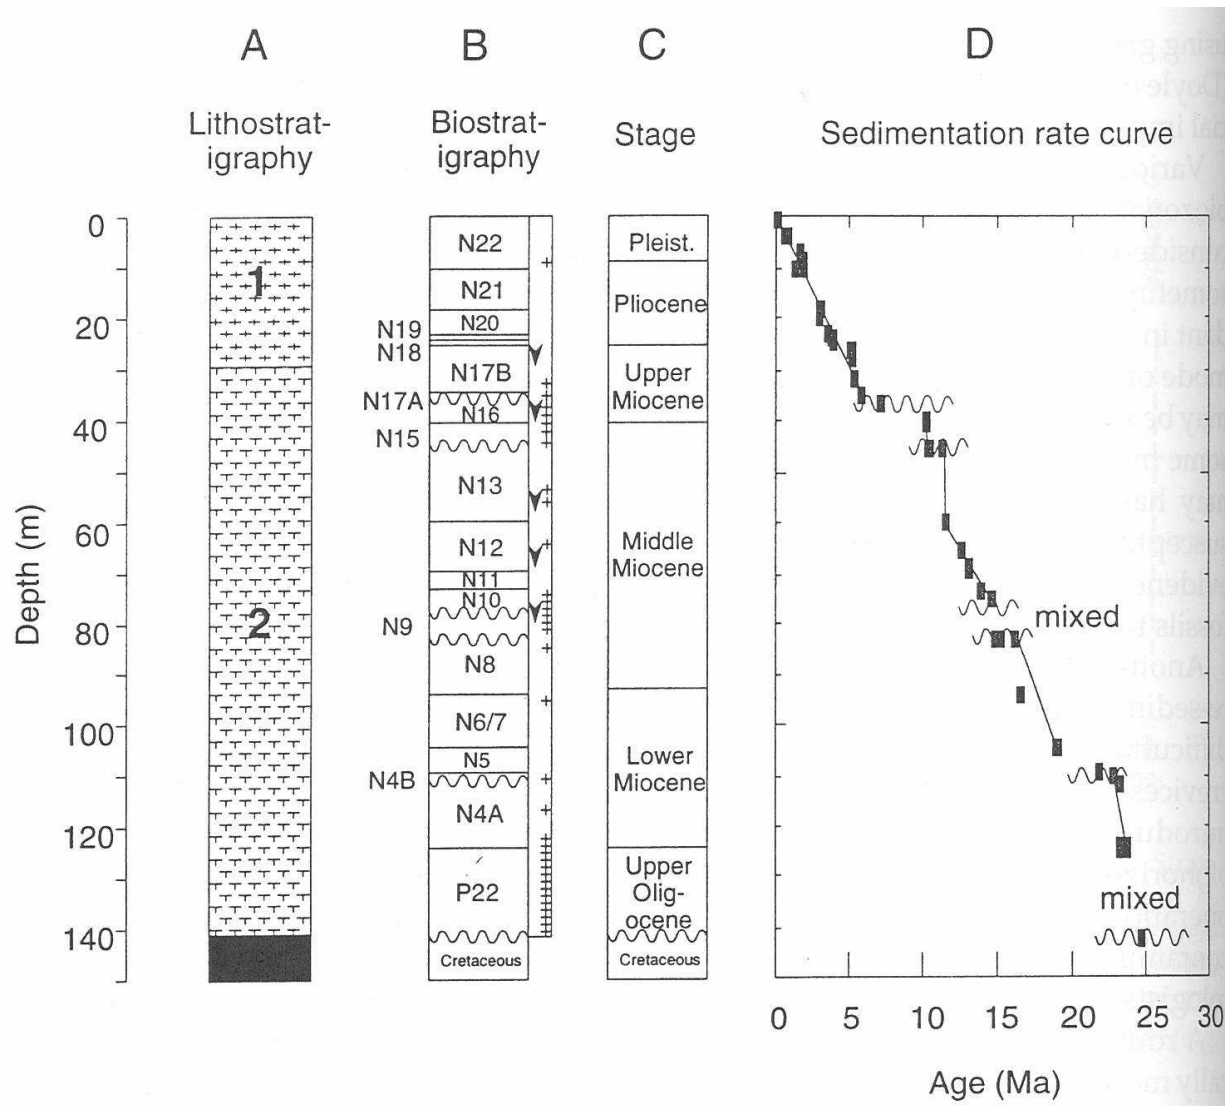 A
B
C
D
Lithostrat-
igraphy
Biostrat-
igraphy
Stage
Sedimentation rate curve
Depth (m)
0
20
40
60
80
100
120
140
1
2
N22
N21
N20
N19
N18
N17B
N17A
N16
N15
N13
N12
N11
N10
N9
N8
N6/7
N5
N4B
N4A
P22
Cretaceous
Pleist.
Pliocene
Upper
Miocene
Middle
Miocene
Lower
Miocene
Upper
Olig-
ocene
Cretaceous
mixed
mixed
0 5 10 15 20 25 30
Age (Ma)